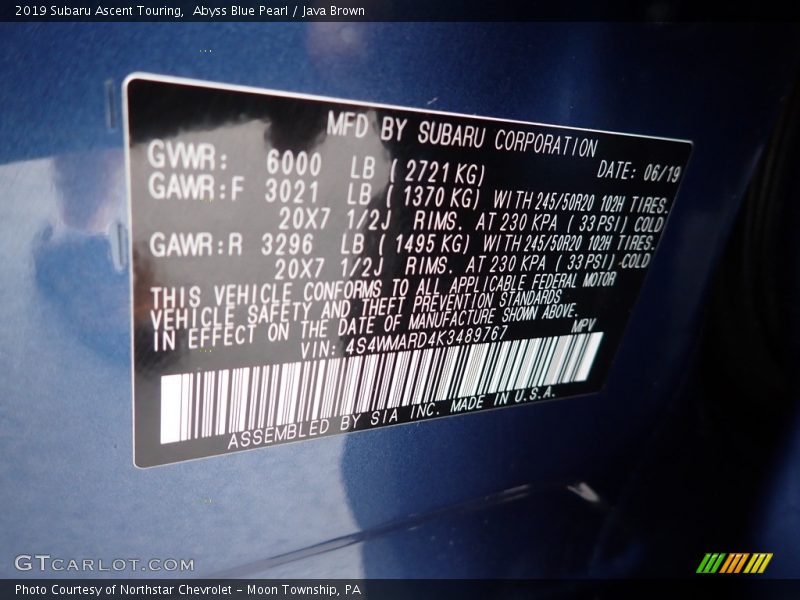 2019 Subaru Ascent Touring,  Abyss Blue Pearl / Java Brown
MFD BY SUBARU CORPORATION
GVWR: 6000 LB (2721 KG) DATE: 06/19
GAWR:F 3021 LB (1370 KG) WITH 245/50R20 102H TIRES.
20X7 1/2J RIMS. AT 230 KPA (33 PSI) COLD
GAWR:R 3296 LB (1495 KG) WITH 245/50R20 102H TIRES.
20X7 1/2J RIMS. AT 230 KPA (33 PSI) COLD
THIS VEHICLE CONFORMS TO ALL APPLICABLE FEDERAL MOTOR
VEHICLE SAFETY AND THEFT PREVENTION STANDARDS
IN EFFECT ON THE DATE OF MANUFACTURE SHOWN ABOVE.
VIN: 4S4WMARD4K3489767 MPV
ASSEMBLED BY SIA INC. MADE IN U.S.A.
GTCARLOT.COM
Photo Courtesy of Northstar Chevrolet - Moon Township, PA